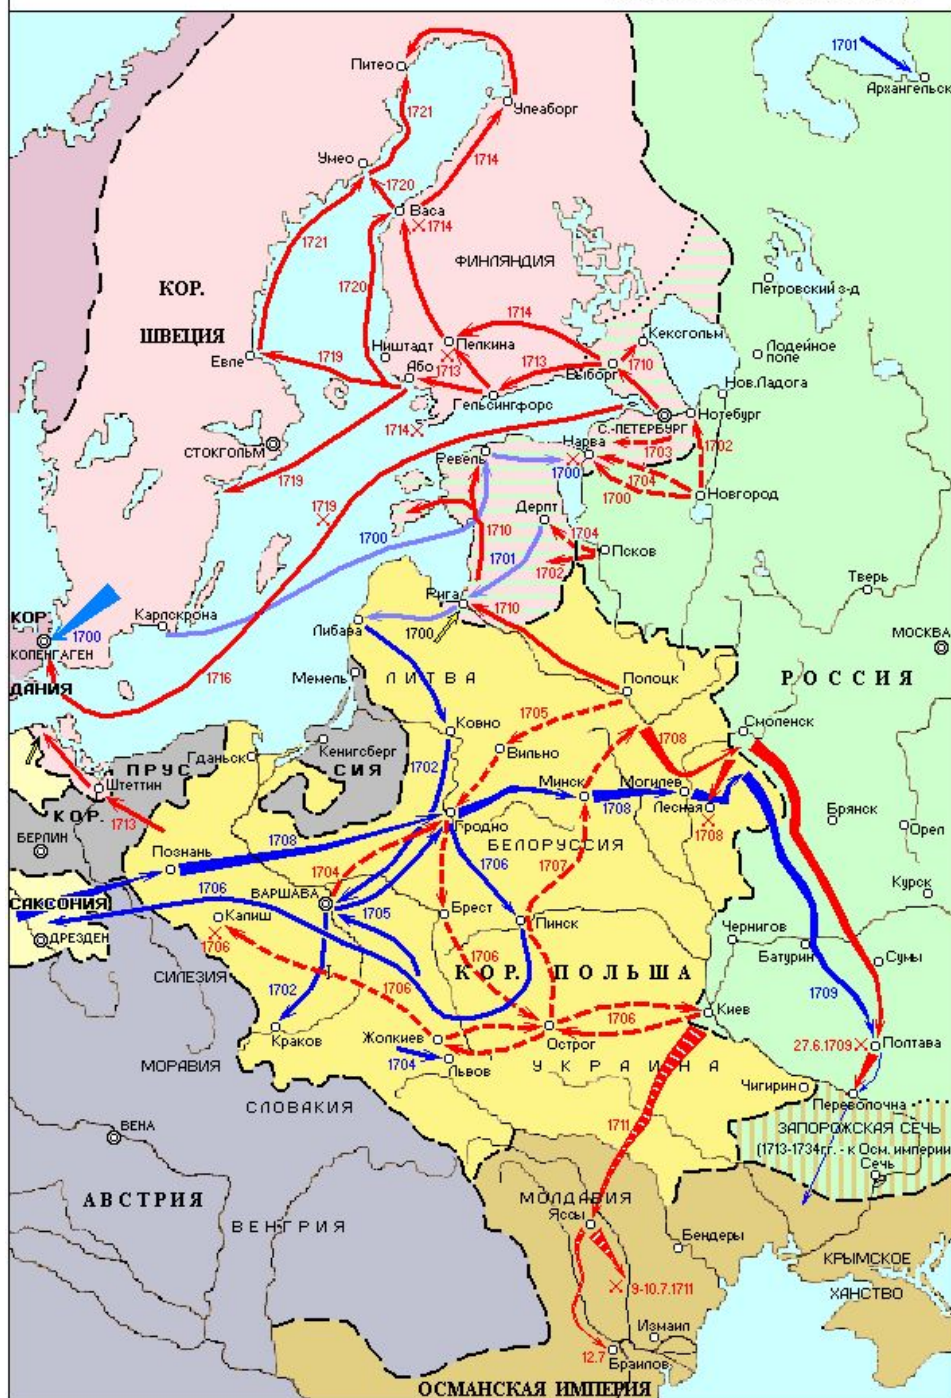 1701
Архангельск
Питео
Улеаборг
1721
Умео
1714
1720
Васа
1714
1721
ФИНЛЯНДИЯ
1720
Петровский з-д
КОР.
ШВЕЦИЯ
1714
Кексгольм
Ништадт
Пелкина
Лодейное
поле
Евле
1719
Або
1713
1713
Выборг
1710
Нов.Ладога
Гельсингфорс
Нотебург
1714
С.-ПЕТЕРБУРГ
СТОКГОЛЬМ
Ревель
Нарва
1703
1702
1700
1704
1719
1700
Новгород
1719
Дерпт
1700
1710
1704
1701
Псков
1702
Тверь
Карлскрона
Рига
1710
КОР.
1700
Либава
1700
МОСКВА
КОПЕНГАГЕН
ДАНИЯ
1716
Мемель
ЛИТВА
Полоцк
РОССИЯ
Ковно
1705
Смоленск
Кенигсберг
Вильно
1708
Гданьск
ПРУС
СИЯ
1702
Штеттин
Минск
Могилев
КОР.
1713
1708
Лесная
Брянск
Гродно
1708
БЕРЛИН
1708
БЕЛОРУССИЯ
Орел
Познань
1704
1706
1707
1706
ВАРШАВА
Курск
САКСОНИЯ
Калиш
1705
Брест
Пинск
ДРЕЗДЕН
1706
Чернигов
Батурин
Сумы
СИЛЕЗИЯ
1706
КОР. ПОЛЬША
1702
1706
1709
Киев
1706
Краков
Жолкиев
Острог
27.6.1709
Полтава
МОРАВИЯ
1704
Львов
УКРАИНА
Чигирин
СЛОВАКИЯ
Переволочна
ВЕНА
1711
ЗАПОРОЖСКАЯ СЕЧЬ
(1713-1734гг.- к Осм. империи
Сечь
АВСТРИЯ
МОЛДАВИЯ
Яссы
ВЕНГРИЯ
Бендеры
КРЫМСКОЕ
9-10.7.1711
ХАНСТВО
Измаил
12.7
Браилов
ОСМАНСКАЯ ИМПЕРИЯ